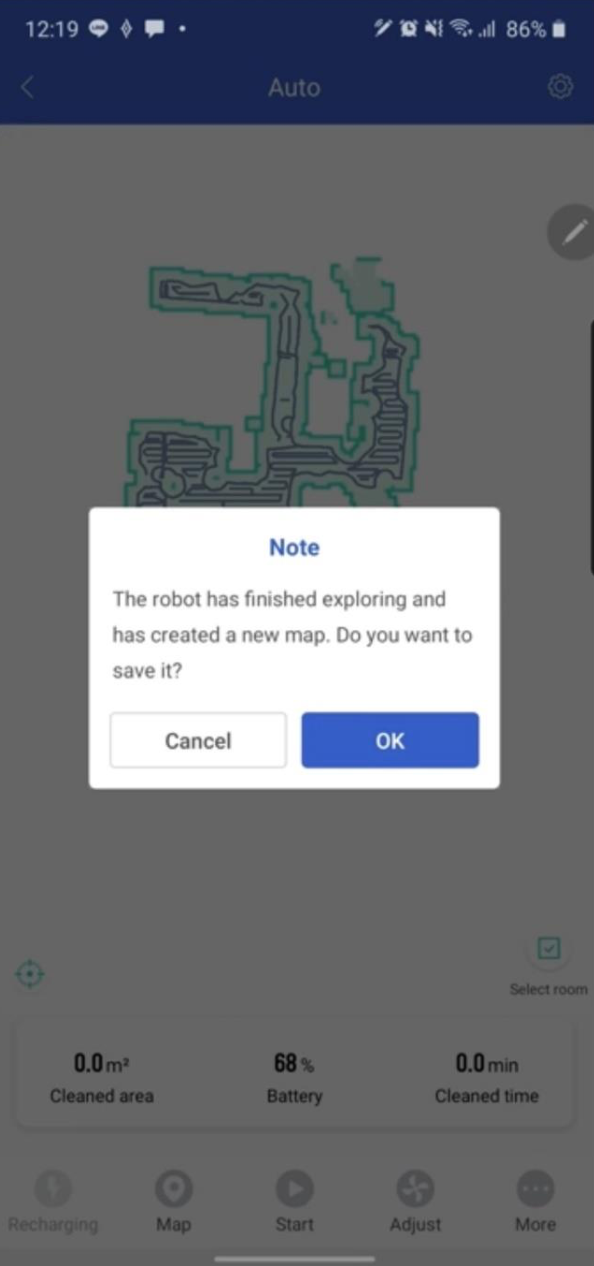 12:19 86%
Auto
Note
The robot has finished exploring and
has created a new map. Do you want to
save it?
Cancel OK
Select room
0.0 m² 68 % 0.0 min
Cleaned area Battery Cleaned time
Recharging Map Start Adjust More